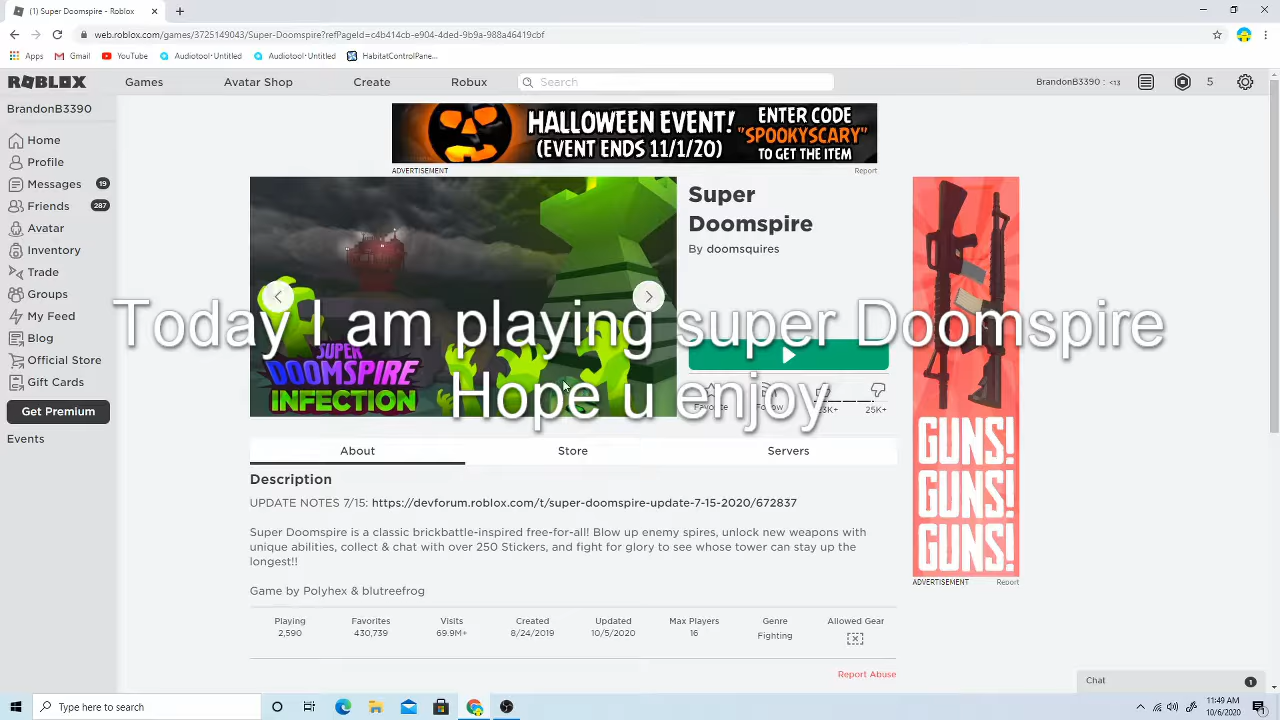 (1) Super Doomspire - Roblox
web.roblox.com/games/3725149043/Super-Doomspire?refPageId=c4b414cb-e904-4ded-9b9a-988a46419c9f
Apps
Gmail
YouTube
Audiotool·Untitled
Audiotool·Untitled
HabitatControlPane...
ROBLOX
Games
Avatar Shop
Create
Robux
Search
BrandonB3390 : <13
5
BrandonB3390
Home
Profile
Messages 19
Friends 287
Avatar
Inventory
Trade
Groups
My Feed
Blog
Official Store
Gift Cards
Get Premium
Events
HALLOWEEN EVENT!
(EVENT ENDS 11/1/20)
ENTER CODE
"SPOOKYSCARY"
TO GET THE ITEM
ADVERTISEMENT
Report
SUPER
DOOMSPIRE
INFECTION
Super
Doomspire
By doomsquires
Today I am playing super Doomspire
Hope u enjoy
Favorite
Follow
25K+
GUNS!
GUNS!
GUNS!
ADVERTISEMENT
Report
About
Store
Servers
Description
UPDATE NOTES 7/15: https://devforum.roblox.com/t/super-doomspire-update-7-15-2020/672837
Super Doomspire is a classic brickbattle-inspired free-for-all! Blow up enemy spires, unlock new weapons with
unique abilities, collect & chat with over 250 Stickers, and fight for glory to see whose tower can stay up the
longest!!
Game by Polyhex & blutreefrog
Playing
2,590
Favorites
430,739
Visits
69.9M+
Created
8/24/2019
Updated
10/5/2020
Max Players
16
Genre
Fighting
Allowed Gear
Report Abuse
Chat
1
Type here to search
11:49 AM
10/6/2020
1